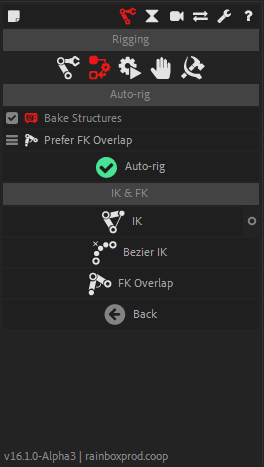 Rigging
Auto-rig
Bake Structures
Prefer FK Overlap
Auto-rig
IK & FK
IK
Bezier IK
FK Overlap
Back
v16.1.0-Alpha3 | rainboxprod.coop